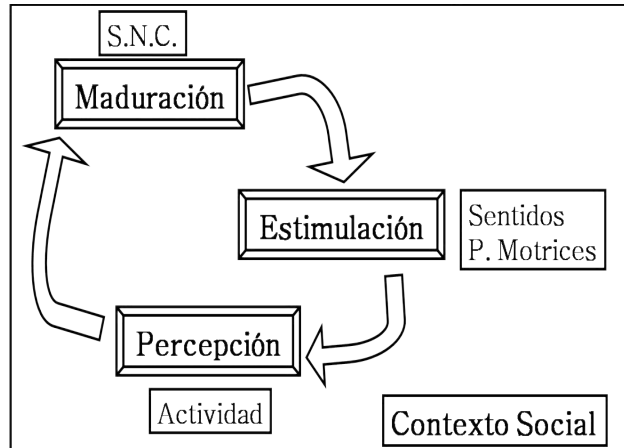 S.N.C.
Maduración
Estimulación
Sentidos
P. Motrices
Percepción
Actividad
Contexto Social